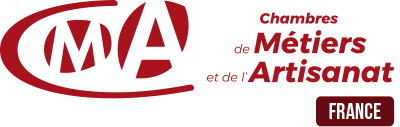 CMA
Chambres
de Métiers
et de l'Artisanat
FRANCE